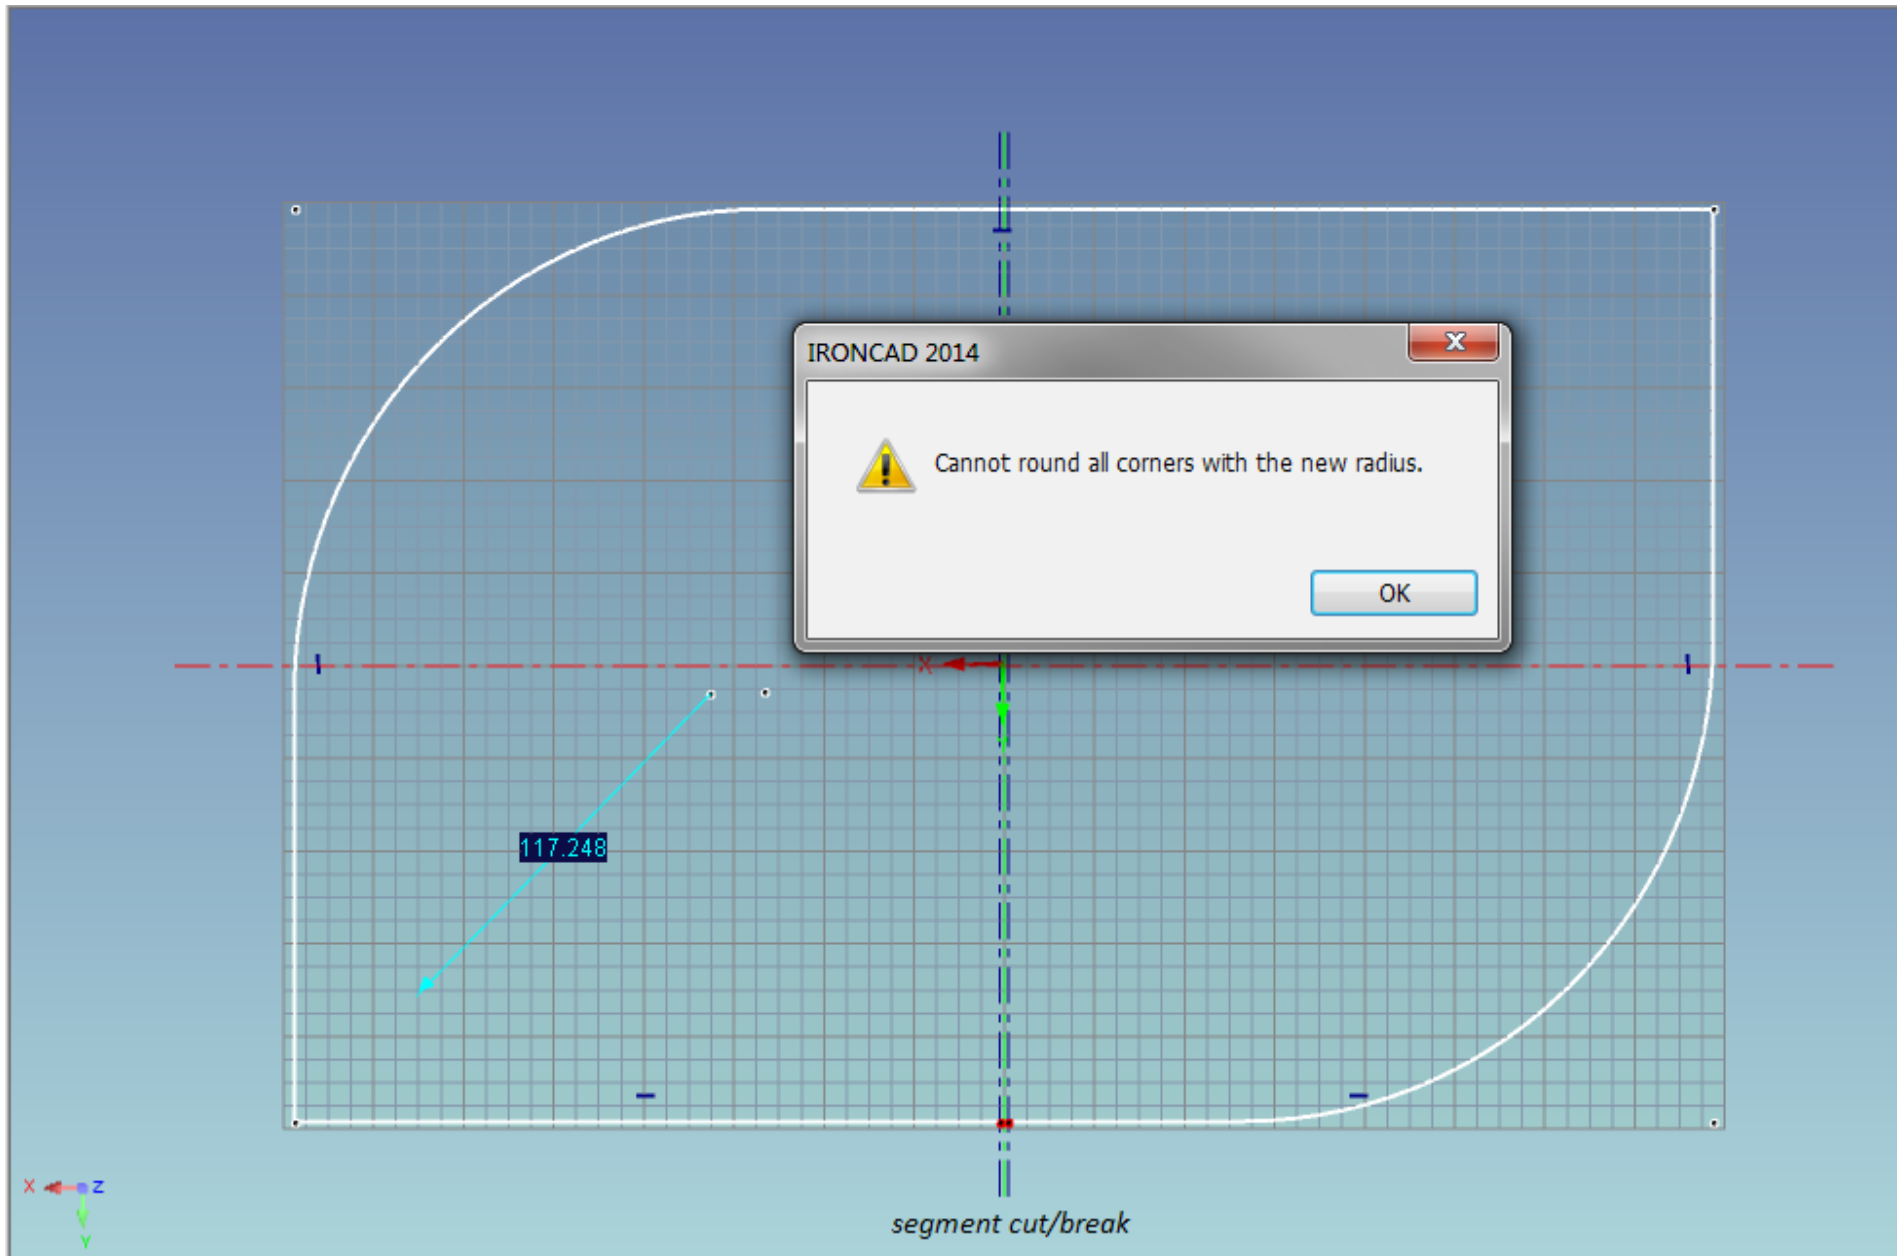 IRONCAD 2014
X
Cannot round all corners with the new radius.
OK
X
117.248
X Z
Y
segment cut/break